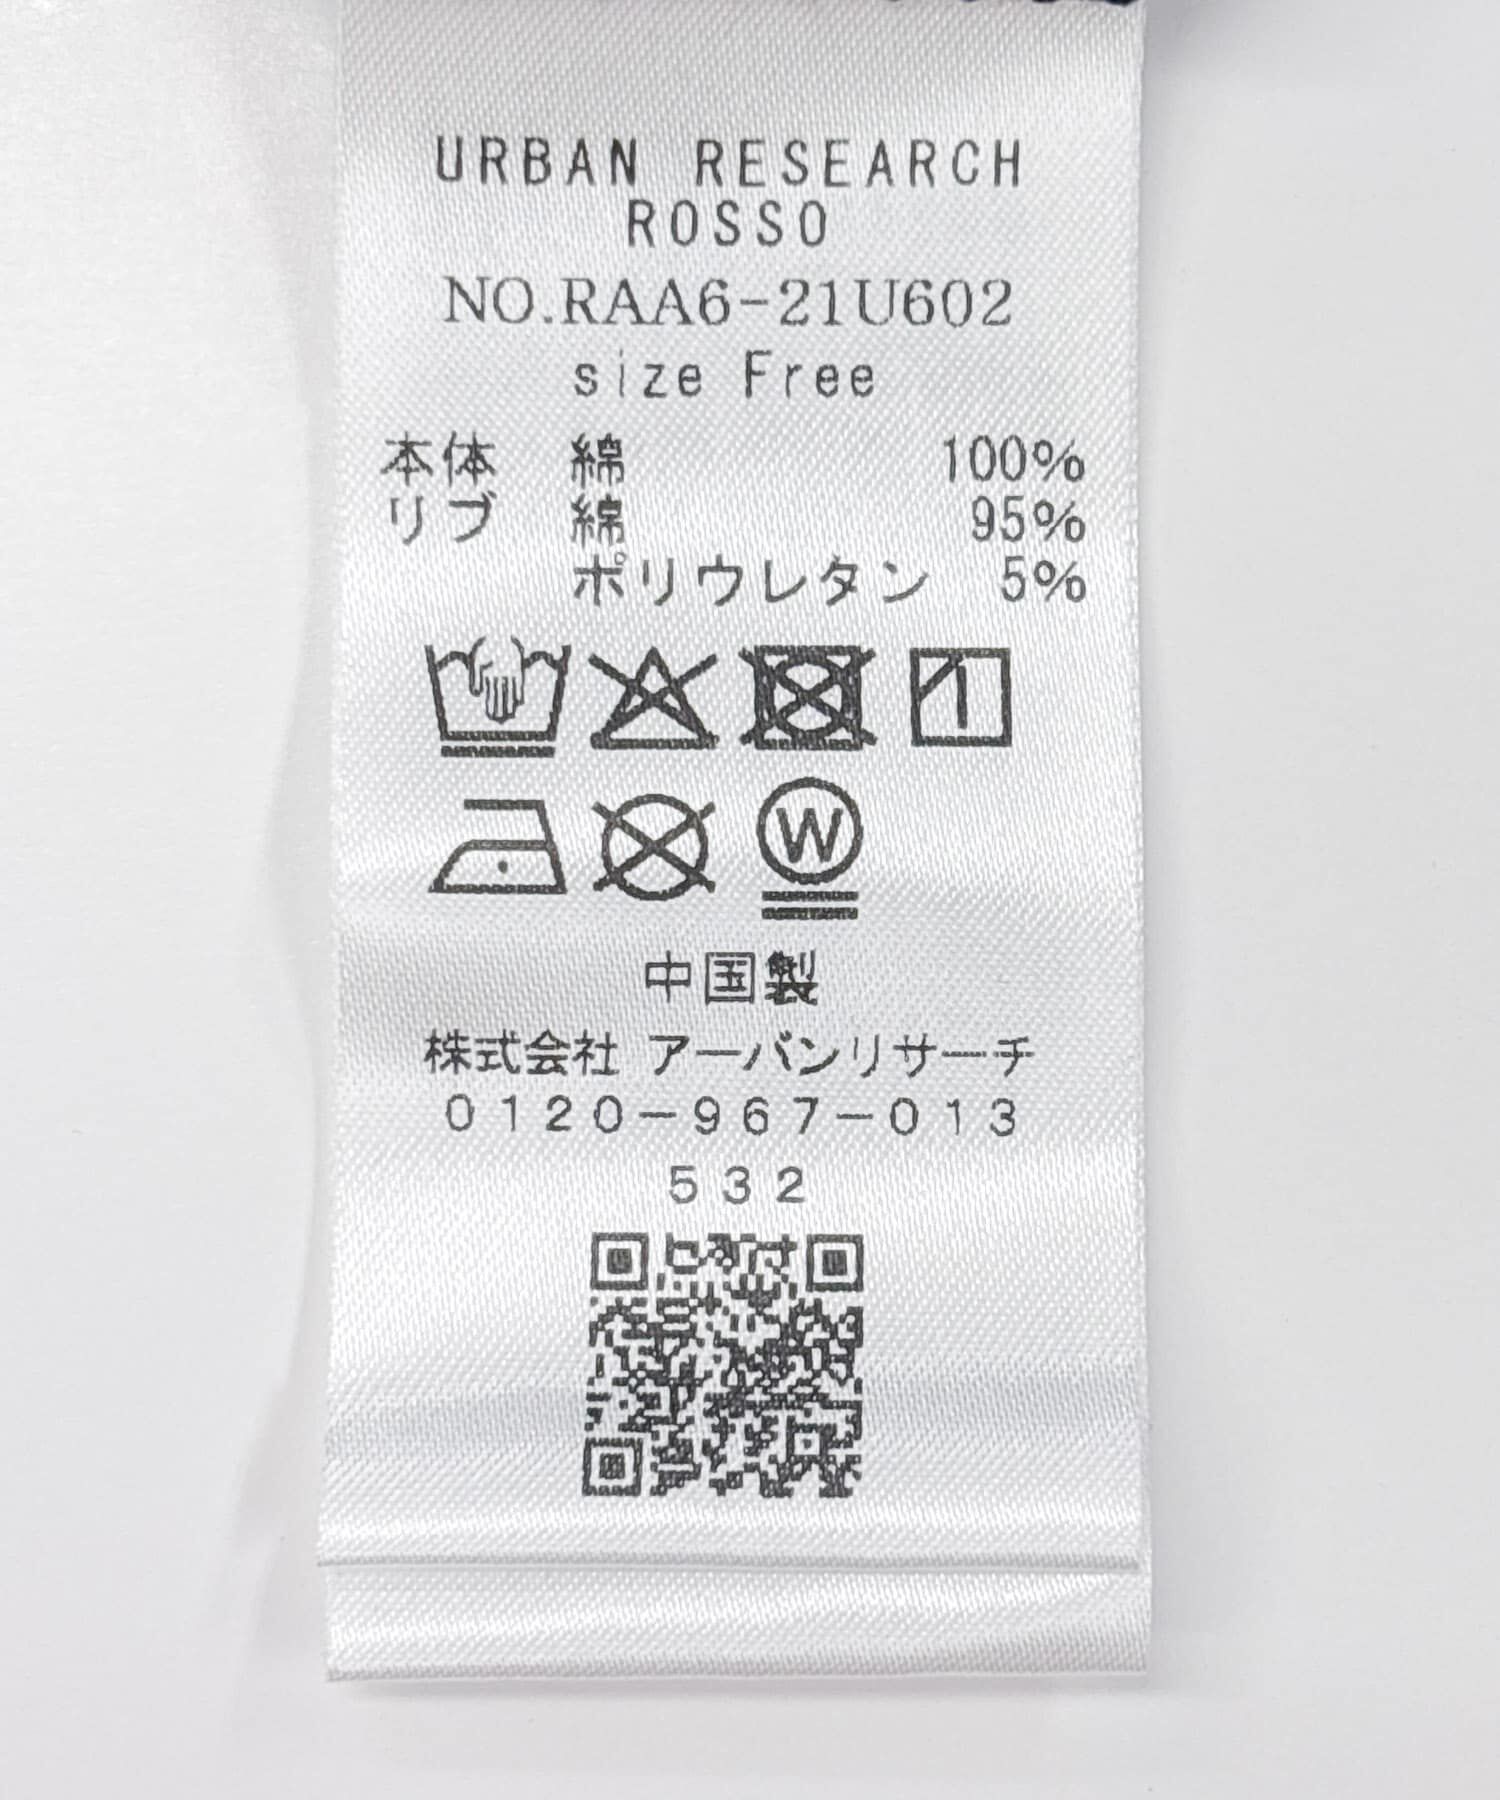 URBAN RESEARCH
ROSSO
NO.RAA6-21U602
size Free
本体 綿 100%
リブ 綿 95%
ポリウレタン 5%
W
中国製
株式会社 アーバンリサーチ
0120-967-013
532